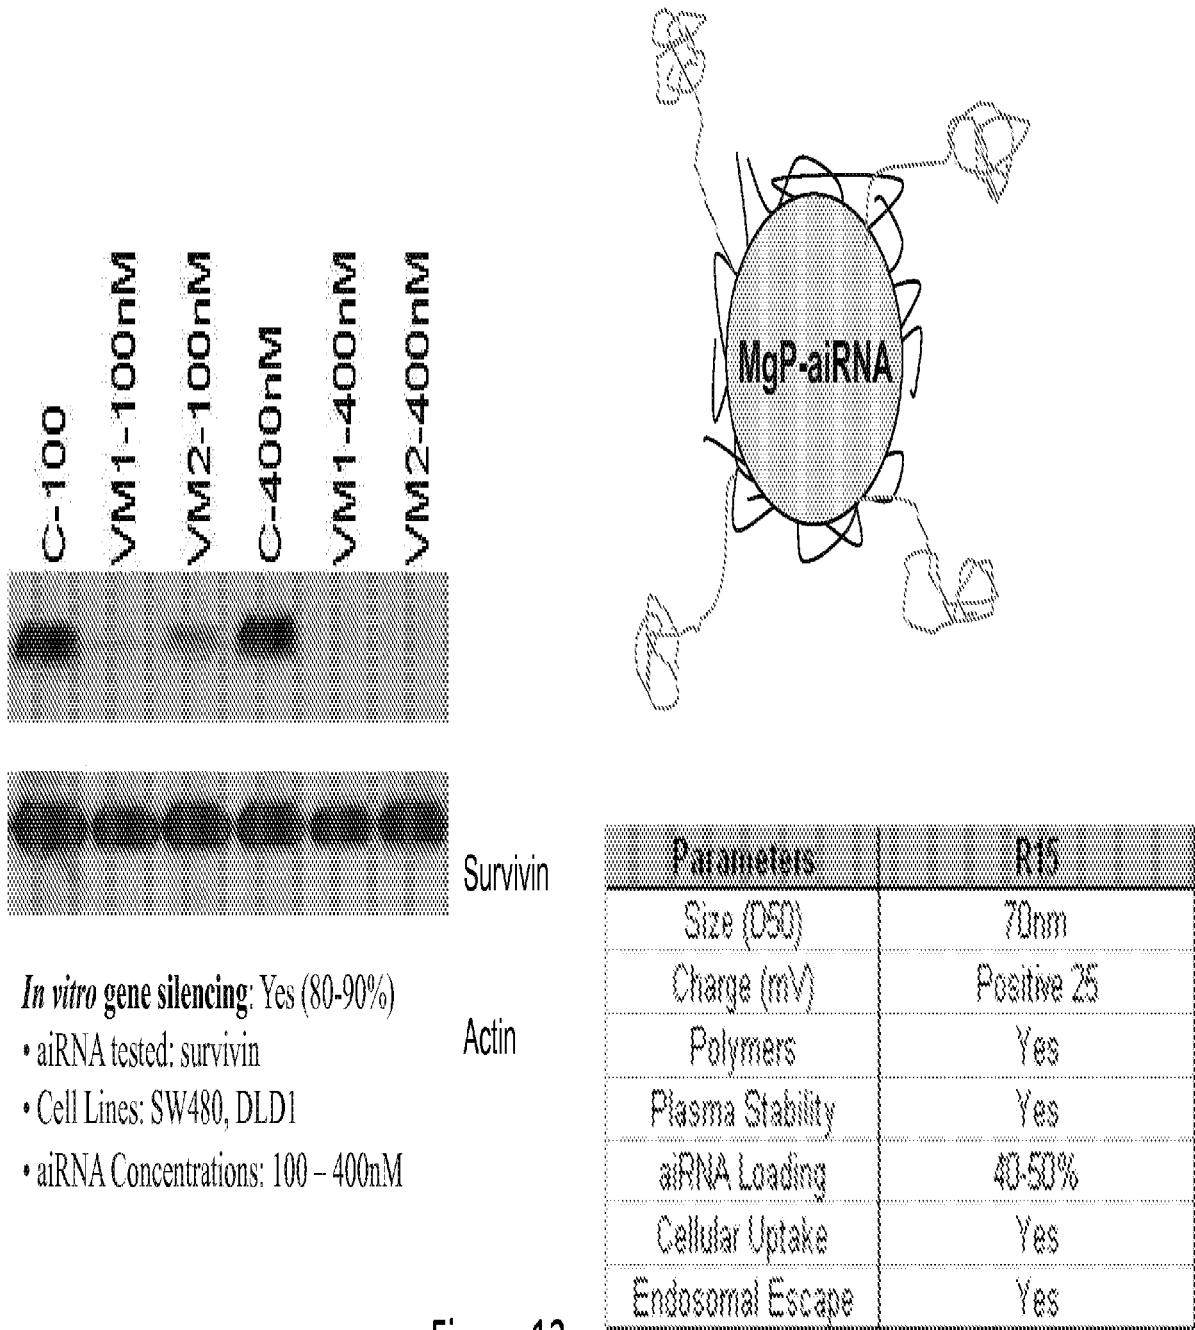 C-100
VM1-100nM
VM2-100nM
C-400nM
VM1-400nM
VM2-400nM
MgP-aiRNA
Survivin
Actin
In vitro gene silencing: Yes (80-90%)
• aiRNA tested: survivin
• Cell Lines: SW480, DLD1
• aiRNA Concentrations: 100 – 400nM
Parameters R15
Size (D50) 70nm
Charge (mV) Positive 25
Polymers Yes
Plasma Stability Yes
aiRNA Loading 40-50%
Cellular Uptake Yes
Endosomal Escape Yes